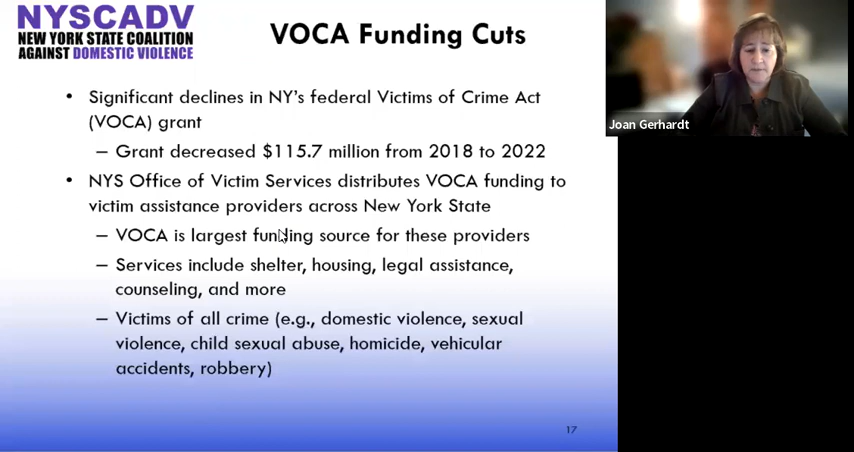 NYSCADV
NEW YORK STATE COALITION
AGAINST DOMESTIC VIOLENCE
VOCA Funding Cuts
• Significant declines in NY's federal Victims of Crime Act
(VOCA) grant
– Grant decreased $115.7 million from 2018 to 2022
• NYS Office of Victim Services distributes VOCA funding to
victim assistance providers across New York State
– VOCA is largest funding source for these providers
– Services include shelter, housing, legal assistance,
counseling, and more
– Victims of all crime (e.g., domestic violence, sexual
violence, child sexual abuse, homicide, vehicular
accidents, robbery)
17
Joan Gerhardt